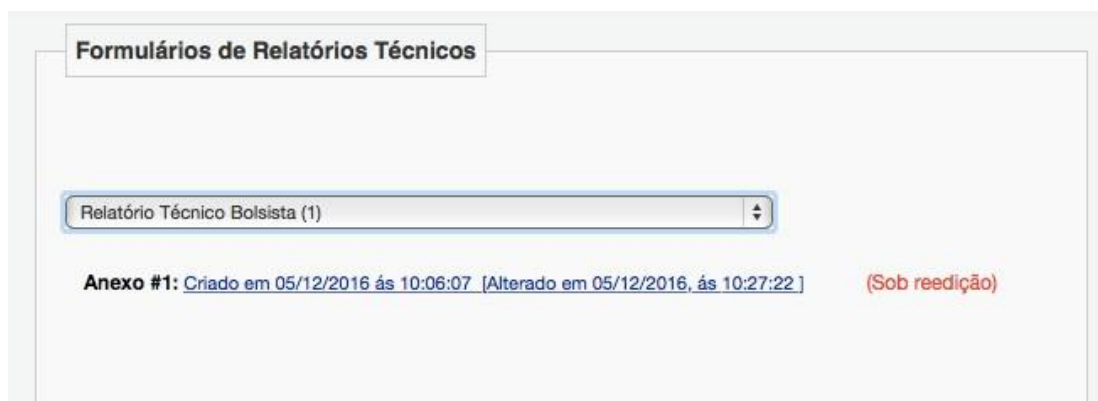 Formulários de Relatórios Técnicos
Relatório Técnico Bolsista (1)
Anexo #1: Criado em 05/12/2016 ás 10:06:07 [Alterado em 05/12/2016, ás 10:27:22 ] (Sob reedição)